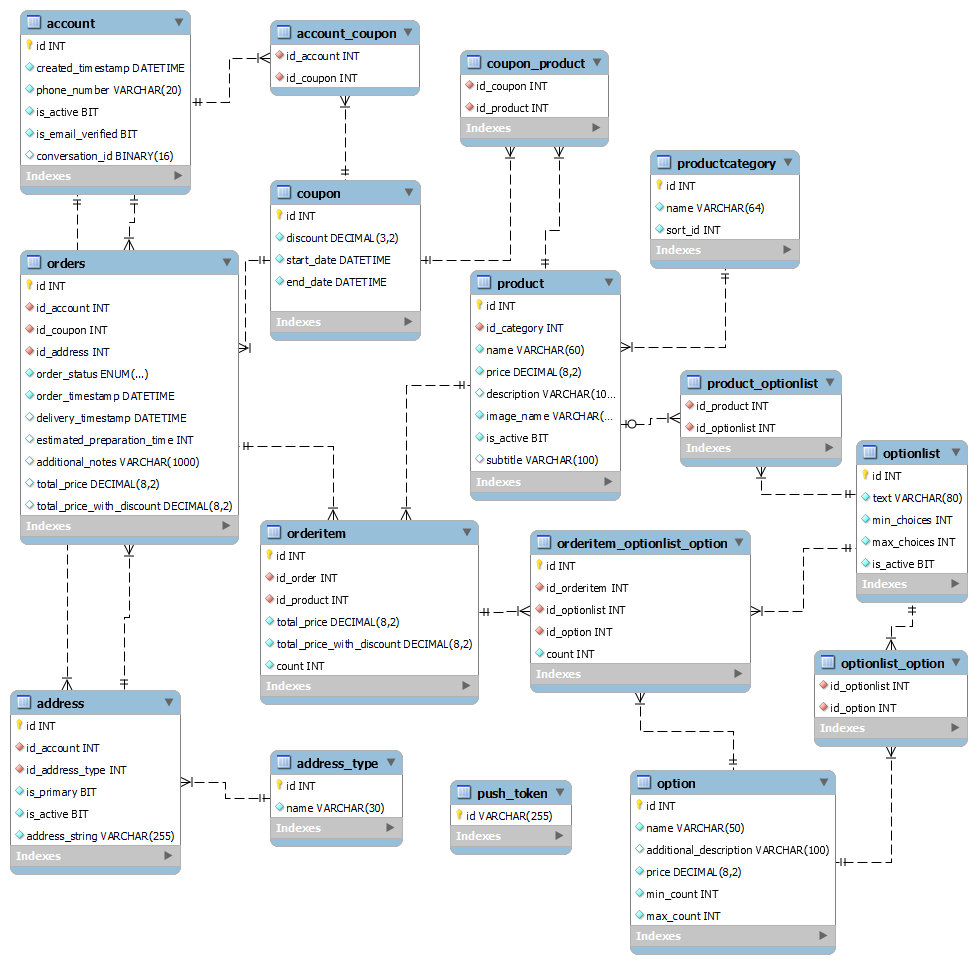 account
id INT
created_timestamp DATETIME
phone_number VARCHAR(20)
is_active BIT
is_email_verified BIT
conversation_id BINARY(16)
Indexes
account_coupon
id_account INT
id_coupon INT
coupon_product
id_coupon INT
id_product INT
Indexes
productcategory
id INT
name VARCHAR(64)
sort_id INT
Indexes
coupon
id INT
discount DECIMAL(3,2)
start_date DATETIME
end_date DATETIME
Indexes
orders
id INT
id_account INT
id_coupon INT
id_address INT
order_status ENUM(...)
order_timestamp DATETIME
delivery_timestamp DATETIME
estimated_preparation_time INT
additional_notes VARCHAR(1000)
total_price DECIMAL(8,2)
total_price_with_discount DECIMAL(8,2)
Indexes
product
id INT
id_category INT
name VARCHAR(60)
price DECIMAL(8,2)
description VARCHAR(10...
image_name VARCHAR(...
is_active BIT
subtitle VARCHAR(100)
Indexes
product_optionlist
id_product INT
id_optionlist INT
Indexes
optionlist
id INT
text VARCHAR(80)
min_choices INT
max_choices INT
is_active BIT
Indexes
orderitem
id INT
id_order INT
id_product INT
total_price DECIMAL(8,2)
total_price_with_discount DECIMAL(8,2)
count INT
Indexes
orderitem_optionlist_option
id INT
id_orderitem INT
id_optionlist INT
id_option INT
count INT
Indexes
optionlist_option
id_optionlist INT
id_option INT
Indexes
address
id INT
id_account INT
id_address_type INT
is_primary BIT
is_active BIT
address_string VARCHAR(255)
Indexes
address_type
id INT
name VARCHAR(30)
Indexes
push_token
id VARCHAR(255)
Indexes
option
id INT
name VARCHAR(50)
additional_description VARCHAR(100)
price DECIMAL(8,2)
min_count INT
max_count INT
Indexes